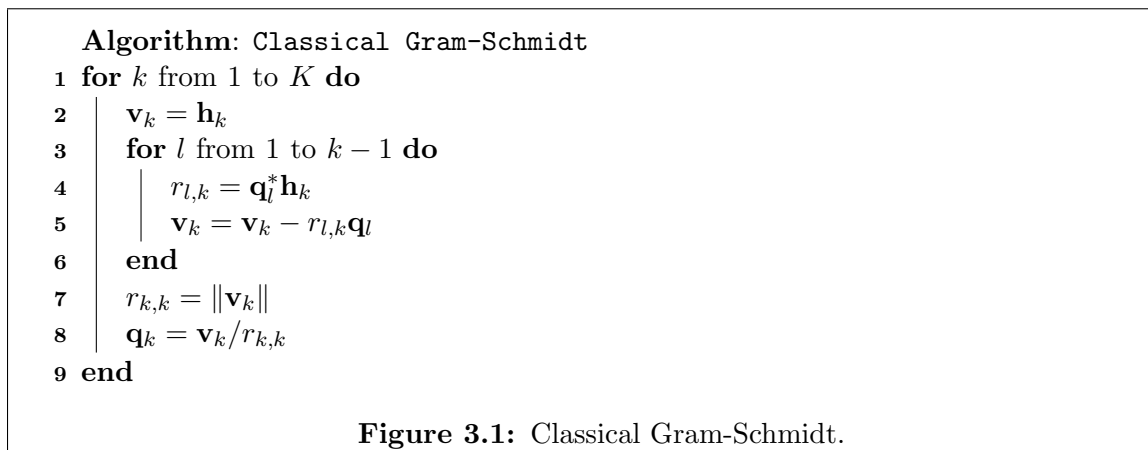 Algorithm: Classical Gram-Schmidt
1 for k from 1 to K do
2 v_k = h_k
3 for l from 1 to k − 1 do
4 r_{l,k} = q_l^* h_k
5 v_k = v_k − r_{l,k} q_l
6 end
7 r_{k,k} = ‖v_k‖
8 q_k = v_k/r_{k,k}
9 end
Figure 3.1: Classical Gram-Schmidt.